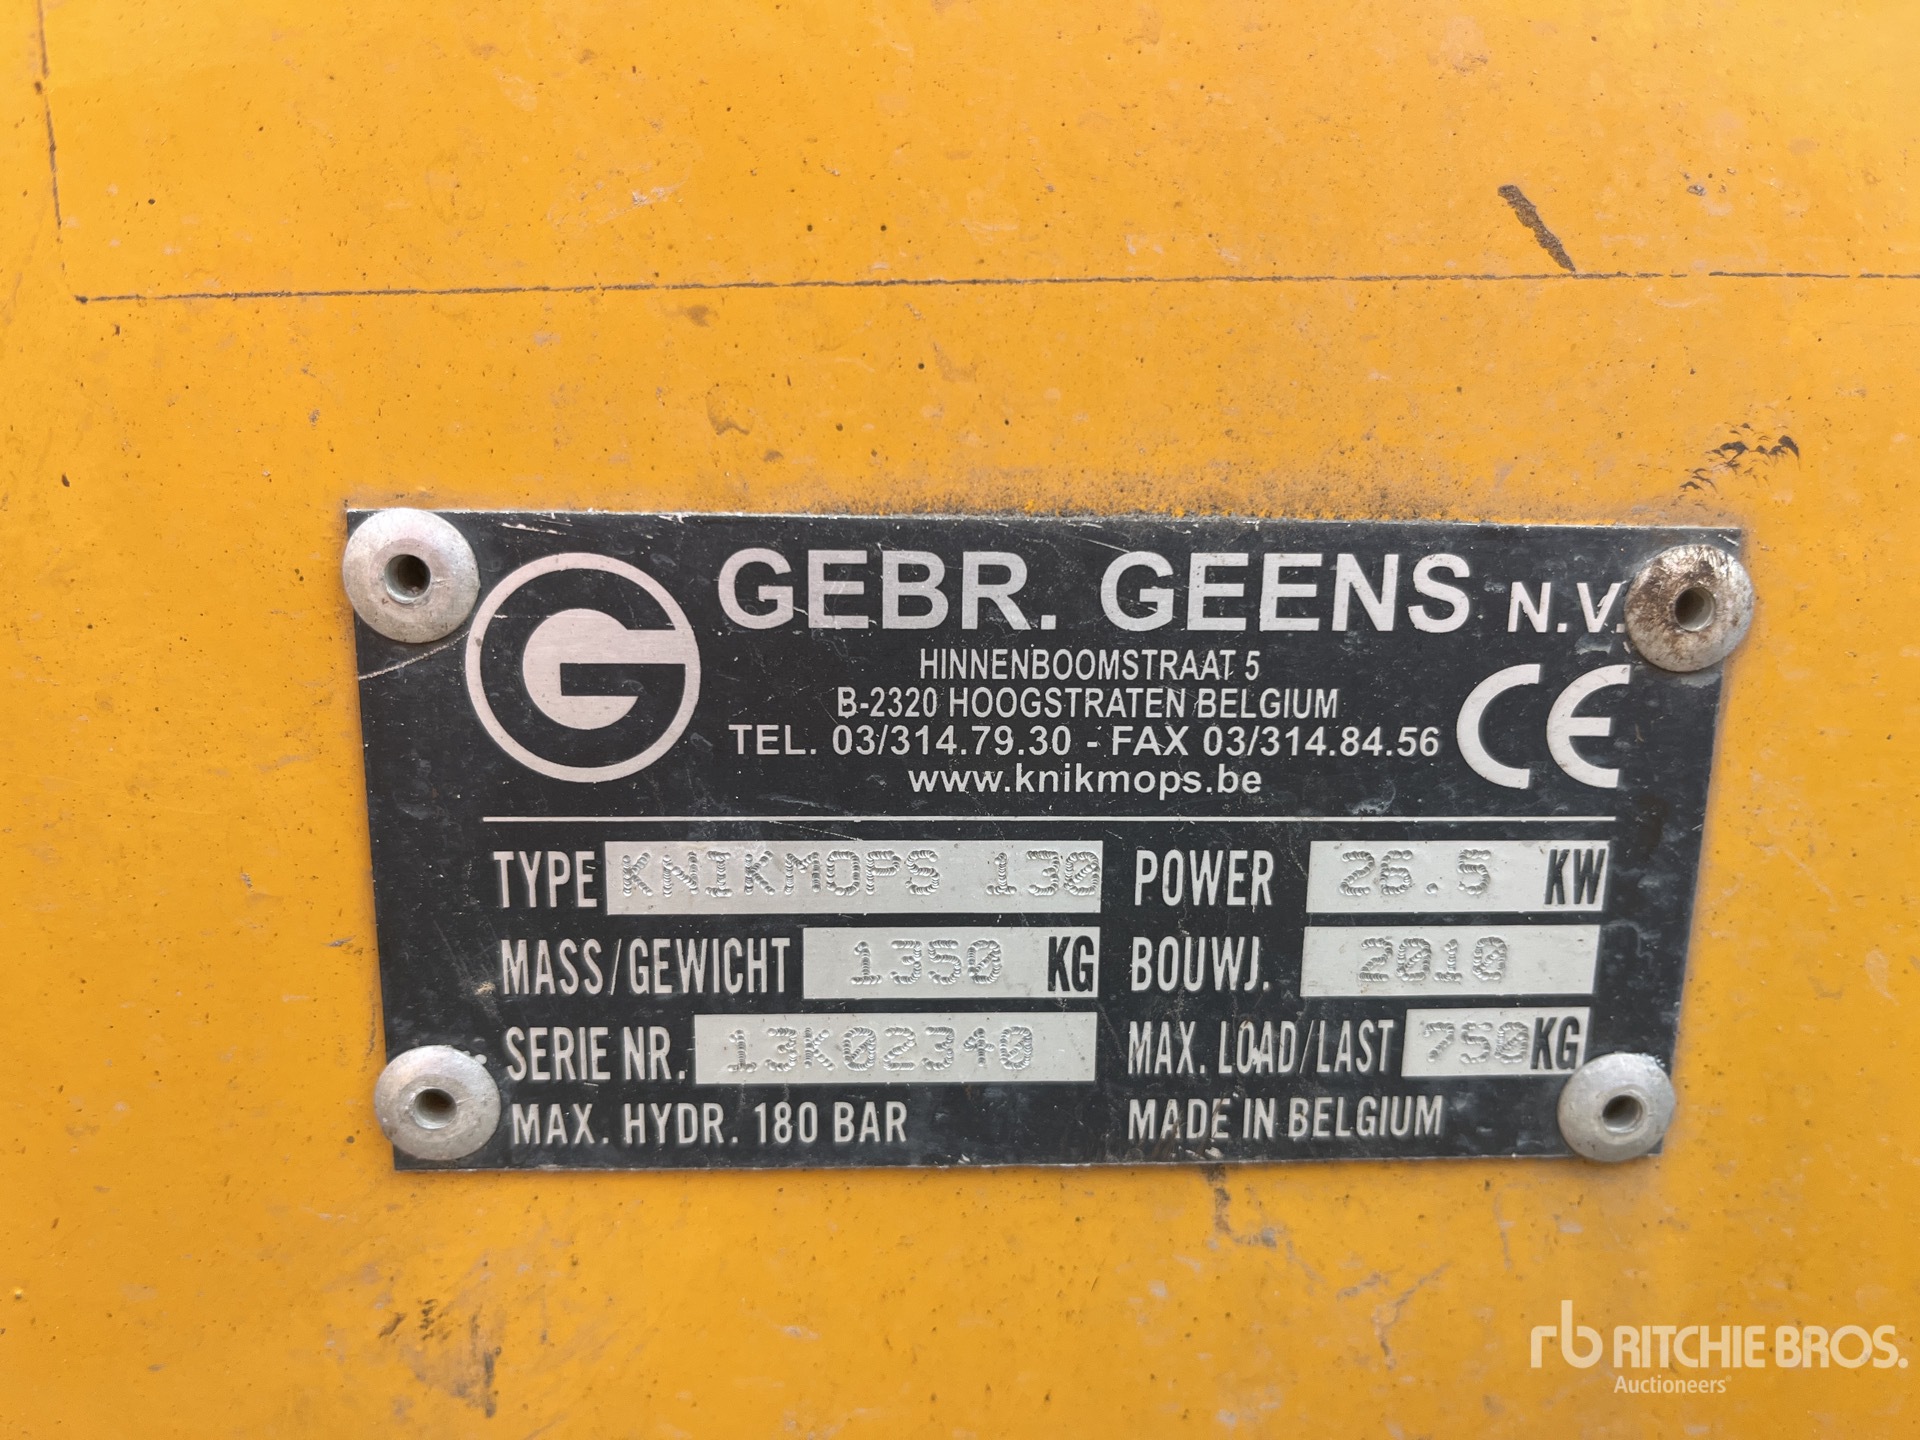 GEBR. GEENS N.V.
HINNENBOOMSTRAAT 5
B-2320 HOOGSTRATEN BELGIUM
TEL. 03/314.79.30 - FAX 03/314.84.56
www.knikmops.be
CE
TYPE KNIKMOPS 130 POWER 26.5 KW
MASS/GEWICHT 1350 KG BOUWJ. 2010
SERIE NR. MAX. LOAD/LAST 750 KG
MAX. HYDR. 180 BAR MADE IN BELGIUM
rb RITCHIE BROS.
Auctioneers